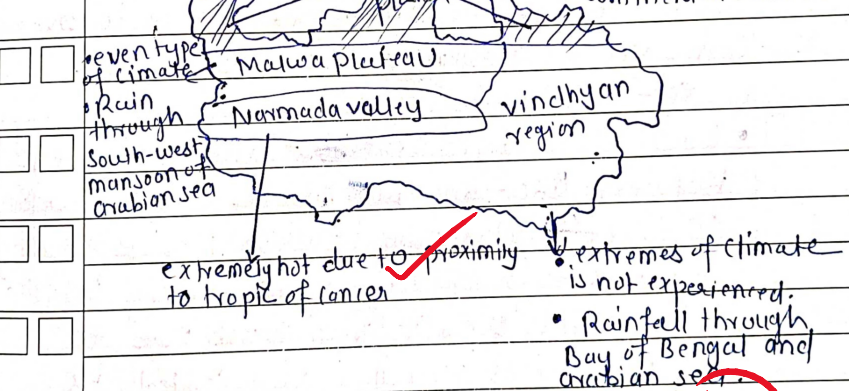 • even type
of climate
• Rain
through
South-west
mansoon of
Arabian sea
Malwa plateau
Narmada valley
vindhyan
region
extremely hot due to proximity
to tropic of cancer
• extremes of climate
is not experienced.
• Rainfall through
Bay of Bengal and
arabian sea.